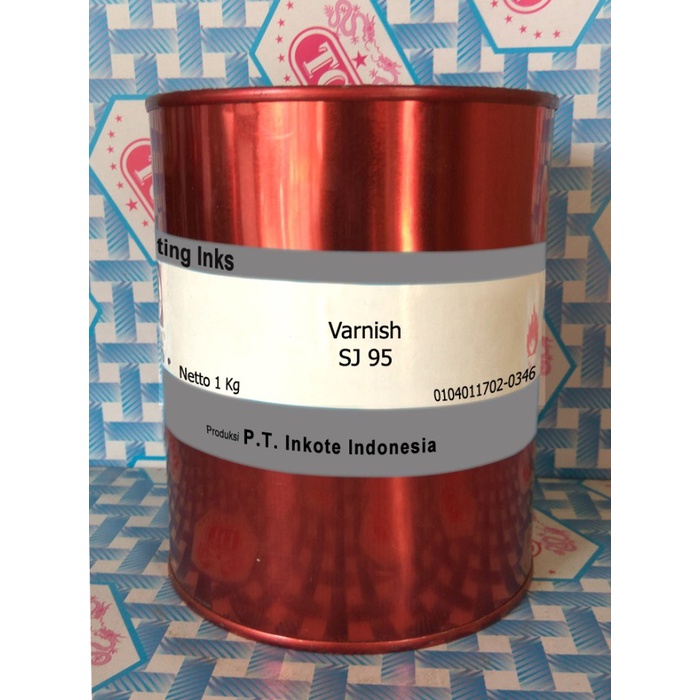 ting Inks
Varnish
SJ 95
Netto 1 Kg
0104011702-0346
Produksi P.T. Inkote Indonesia